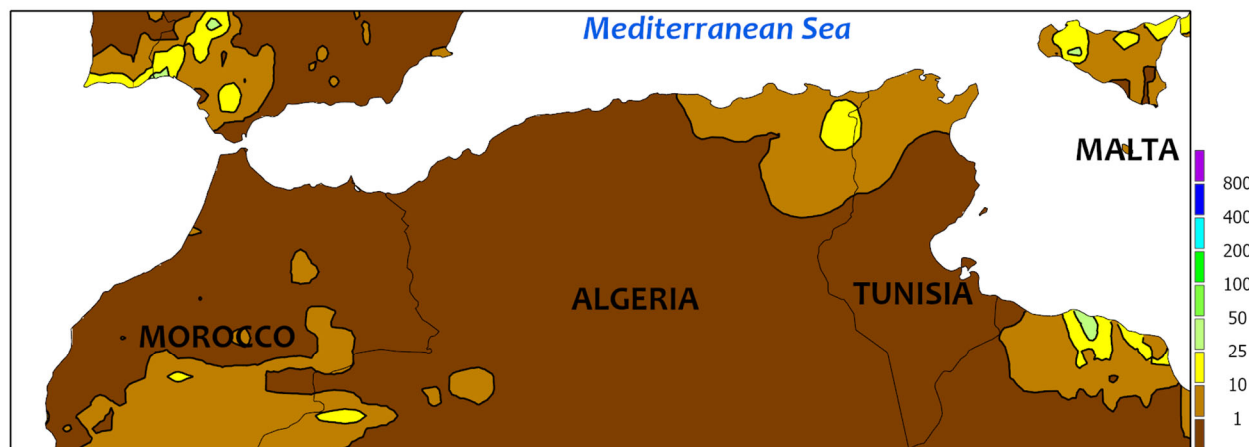 Mediterranean Sea
MALTA
800
400
200
100
50
25
10
1
ALGERIA
TUNISIA
MOROCCO